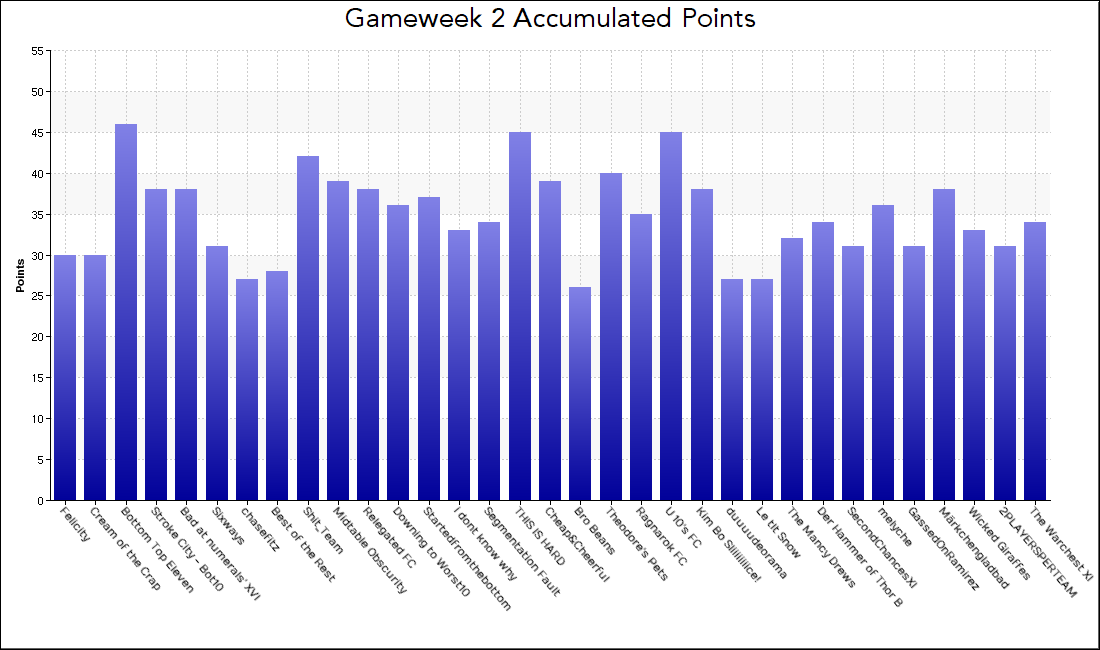 Gameweek 2 Accumulated Points
55
50
45
40
35
30
25
20
15
10
5
0
Points
Felicity
Cream of the Crap
Bottom Top Eleven
Stroke City - Bot10
Bad at numerals' XVI
Sixways
chasefitz
Best of the Rest
Shit_Team
Midtable Obscurity
Relegated FC
Downing to Worst10
Startedfromthebottom
I dont know why
Segmentation Fault
THIS IS HARD
Cheap&Cheerful
Bro Beans
Theodore's Pets
Ragnarok FC
U10's FC
duuuudeorama
Le tit Snow
The Mancy Drews
Der Hammer of Thor B
SecondChancesXI
melyche
GassedOnRamirez
Märkchengladbad
Wicked Giraffes
2PLAYERSPERTEAM
The Warchest XI